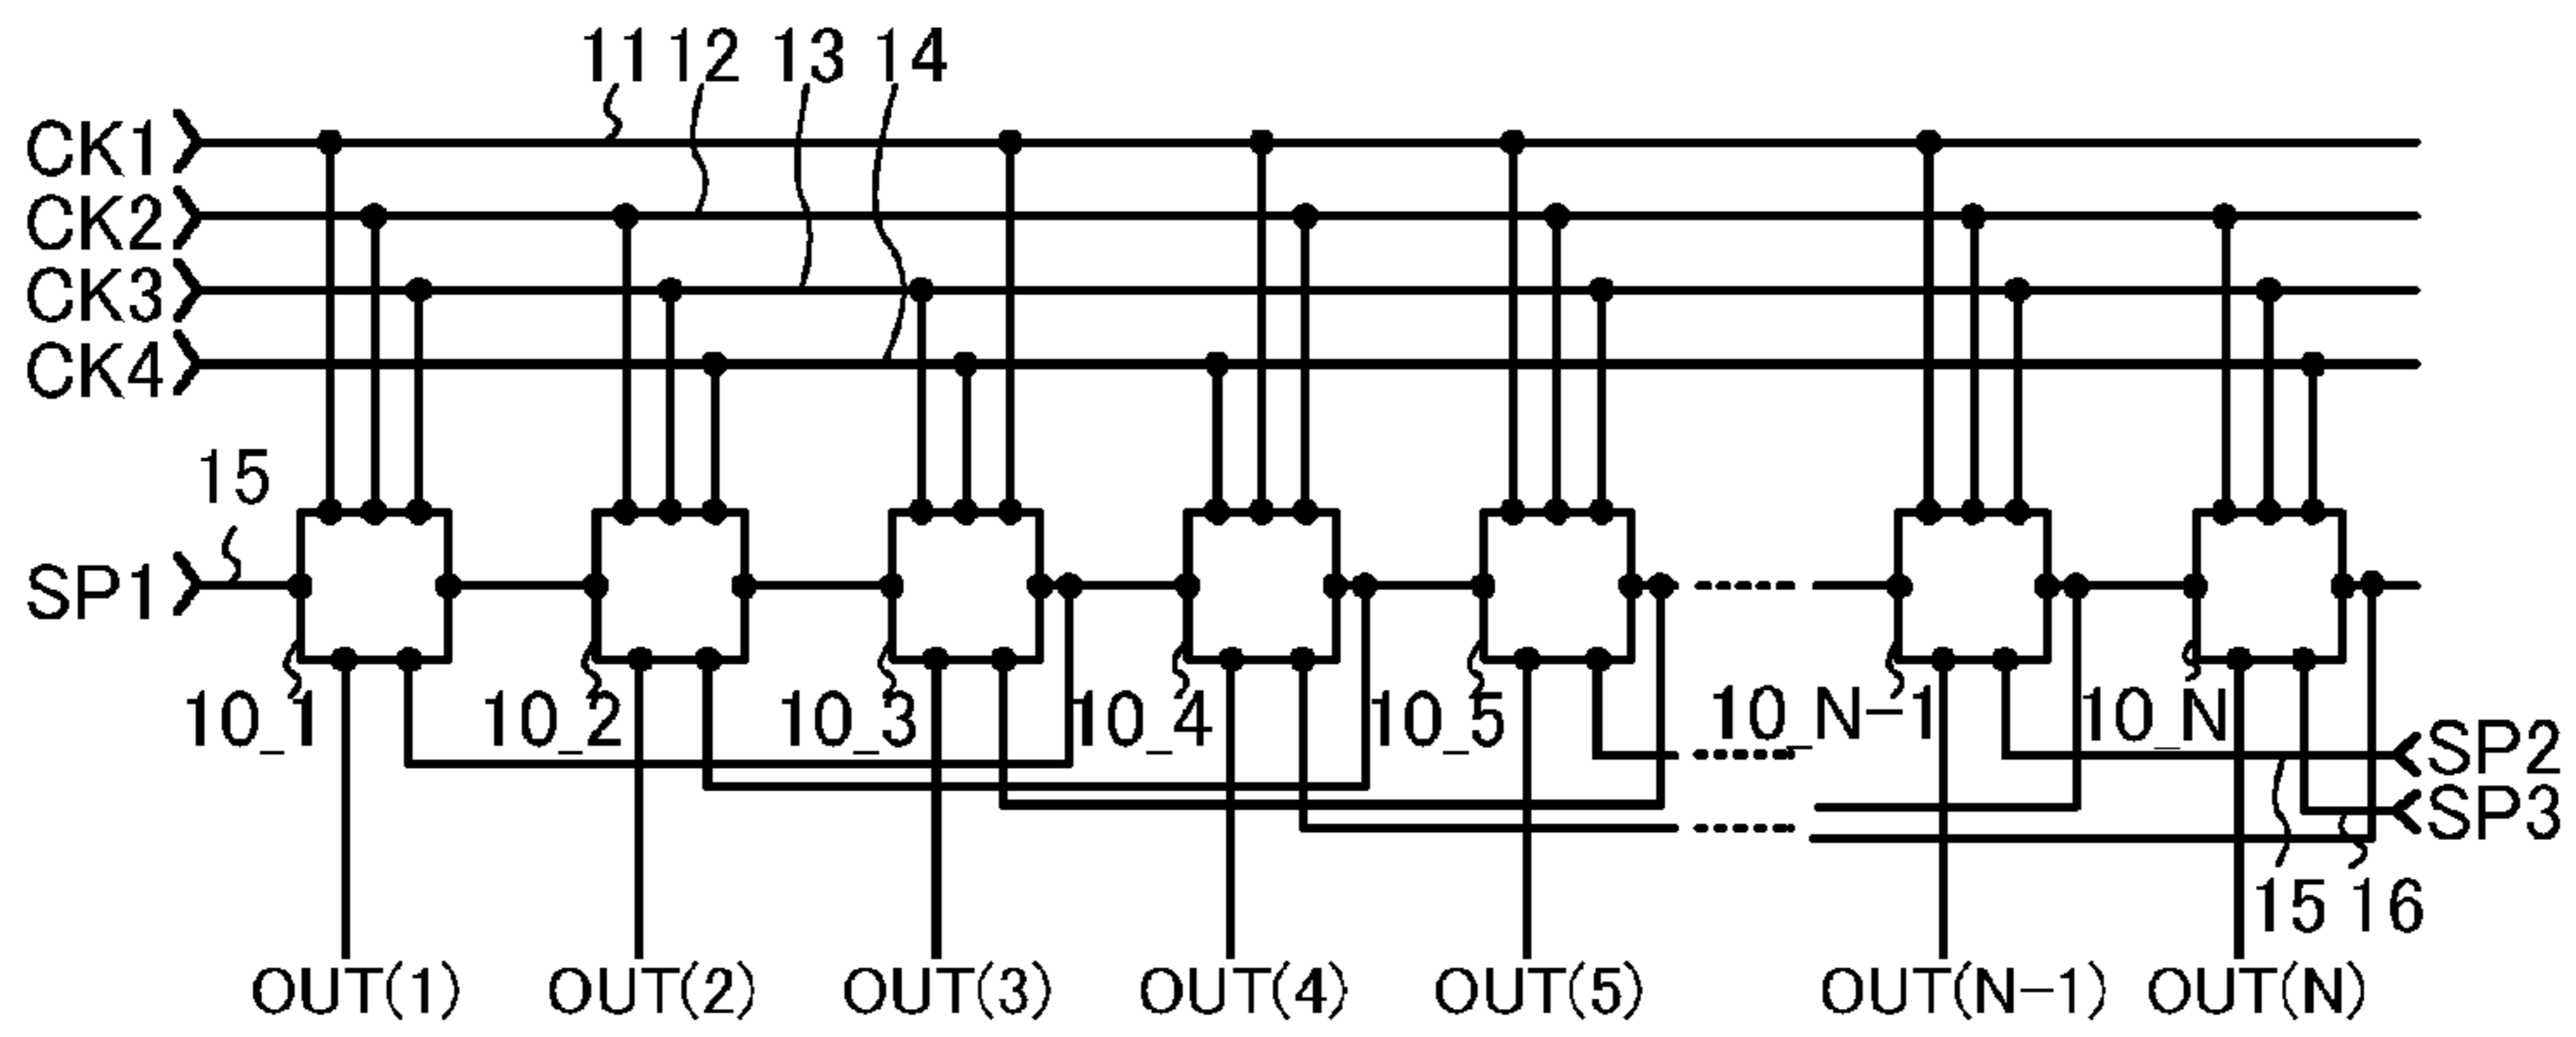 11 12 13 14
CK1
CK2
CK3
CK4
15
SP1
10_1 10_2 10_3 10_4 10_5 10_N-1 10_N
SP2
SP3
15 16
OUT(1) OUT(2) OUT(3) OUT(4) OUT(5) OUT(N-1) OUT(N)